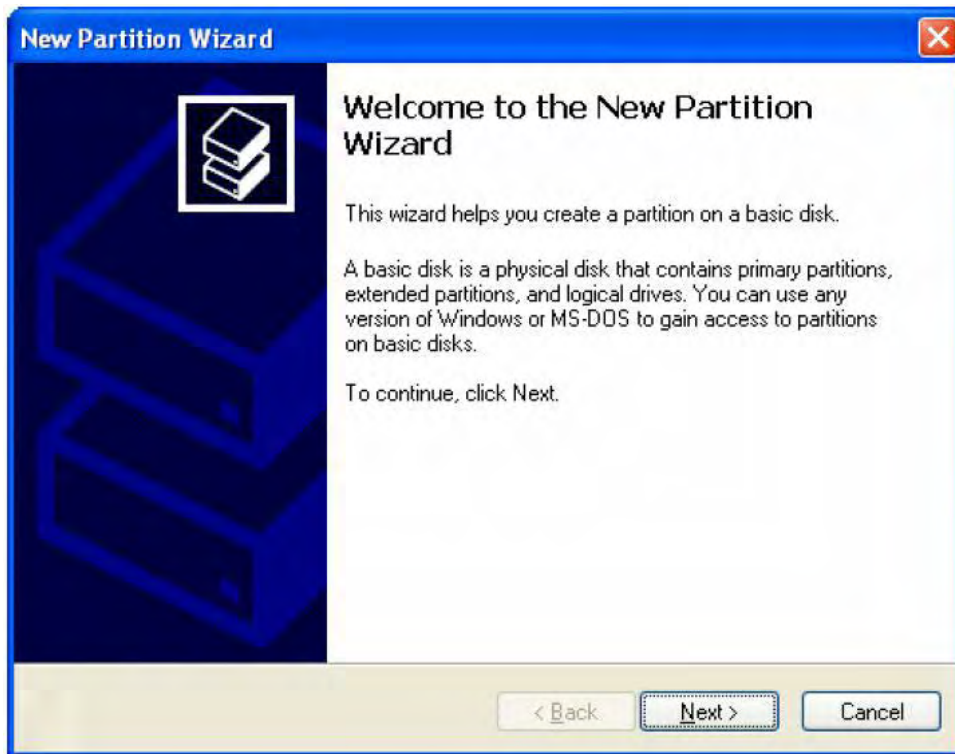 New Partition Wizard
Welcome to the New Partition
Wizard
This wizard helps you create a partition on a basic disk.
A basic disk is a physical disk that contains primary partitions,
extended partitions, and logical drives. You can use any
version of Windows or MS-DOS to gain access to partitions
on basic disks.
To continue, click Next.
< Back
Next >
Cancel